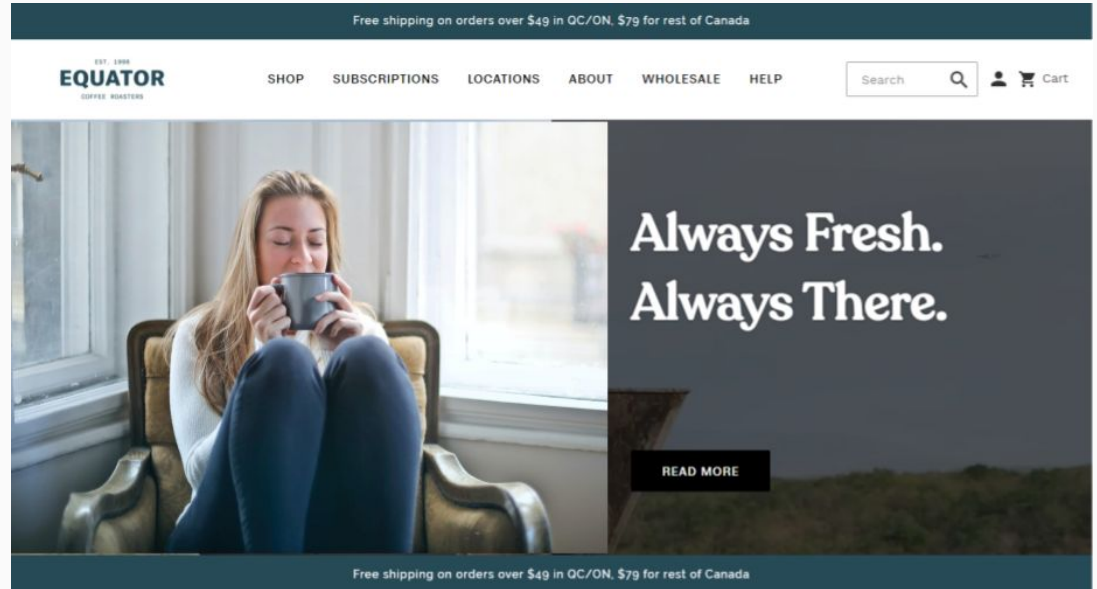 Free shipping on orders over $49 in QC/ON, $79 for rest of Canada
EST. 1998
EQUATOR
COFFEE ROASTERS
SHOP SUBSCRIPTIONS LOCATIONS ABOUT WHOLESALE HELP Search Cart
Always Fresh.
Always There.
READ MORE
Free shipping on orders over $49 in QC/ON, $79 for rest of Canada